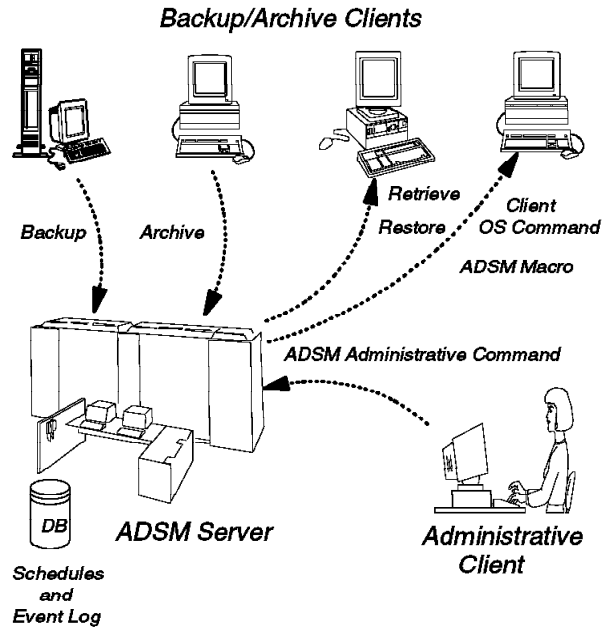 Backup/Archive Clients
Backup
Archive
Retrieve
Restore
Client
OS Command
ADSM Macro
ADSM Administrative Command
DB
ADSM Server
Administrative
Client
Schedules
and
Event Log